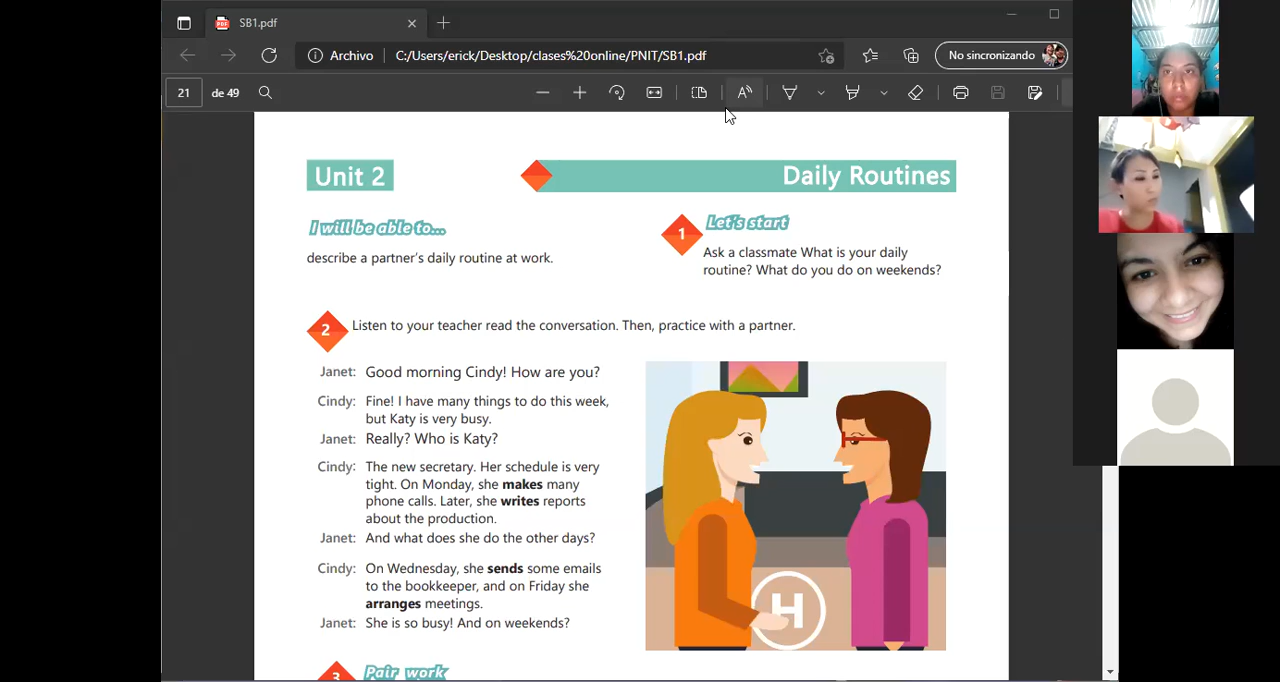 SB1.pdf
Archivo
C:/Users/erick/Desktop/clases%20online/PNIT/SB1.pdf
No sincronizando
21
de 49
Unit 2
Daily Routines
I will be able to...
describe a partner's daily routine at work.
1
Let's start
Ask a classmate What is your daily
routine? What do you do on weekends?
2
Listen to your teacher read the conversation. Then, practice with a partner.
Janet: Good morning Cindy! How are you?
Cindy: Fine! I have many things to do this week,
but Katy is very busy.
Janet: Really? Who is Katy?
Cindy: The new secretary. Her schedule is very
tight. On Monday, she makes many
phone calls. Later, she writes reports
about the production.
Janet: And what does she do the other days?
Cindy: On Wednesday, she sends some emails
to the bookkeeper, and on Friday she
arranges meetings.
Janet: She is so busy! And on weekends?
H
3
Pair work